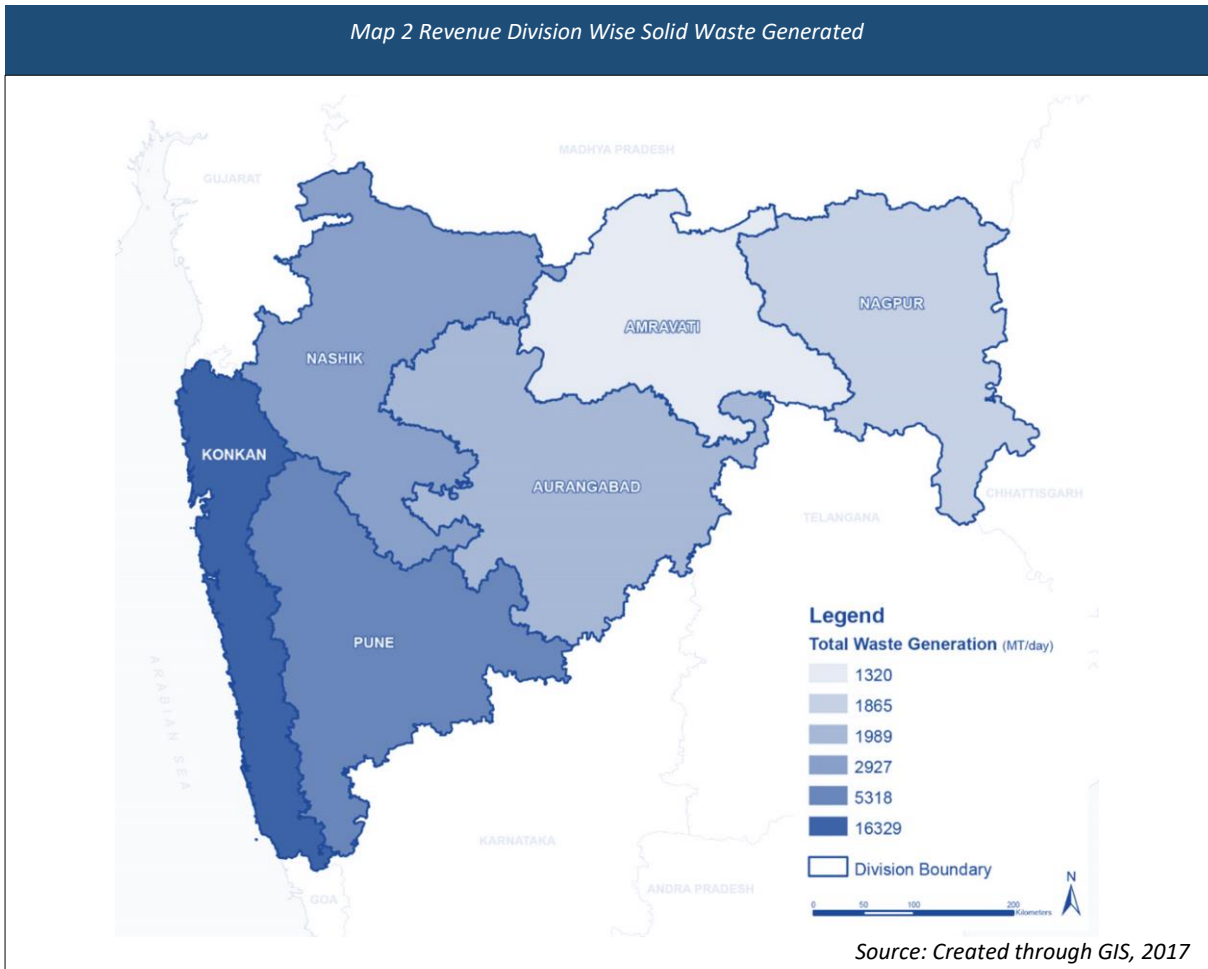 Map 2 Revenue Division Wise Solid Waste Generated
MADHYA PRADESH
GUJARAT
NAGPUR
AMRAVATI
NASHIK
KONKAN
AURANGABAD
CHHATTISGARH
TELANGANA
PUNE
ARABIAN SEA
KARNATAKA
ANDRA PRADESH
GOA
Legend
Total Waste Generation (MT/day)
1320
1865
1989
2927
5318
16329
Division Boundary
N
0 50 100 200
Kilometers
Source: Created through GIS, 2017